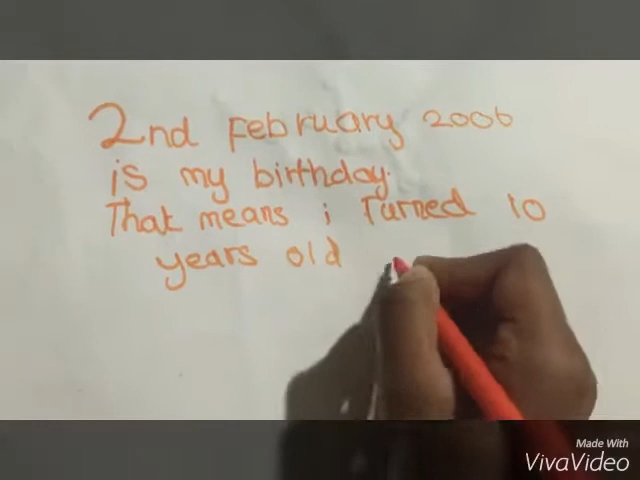 2nd february 2006
is my birthday.
That means i Turned 10
years old
Made With
VivaVideo